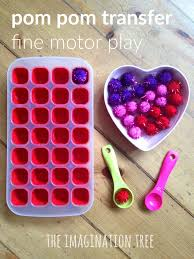 pom pom transfer
fine motor play
THE IMAGINATION TREE